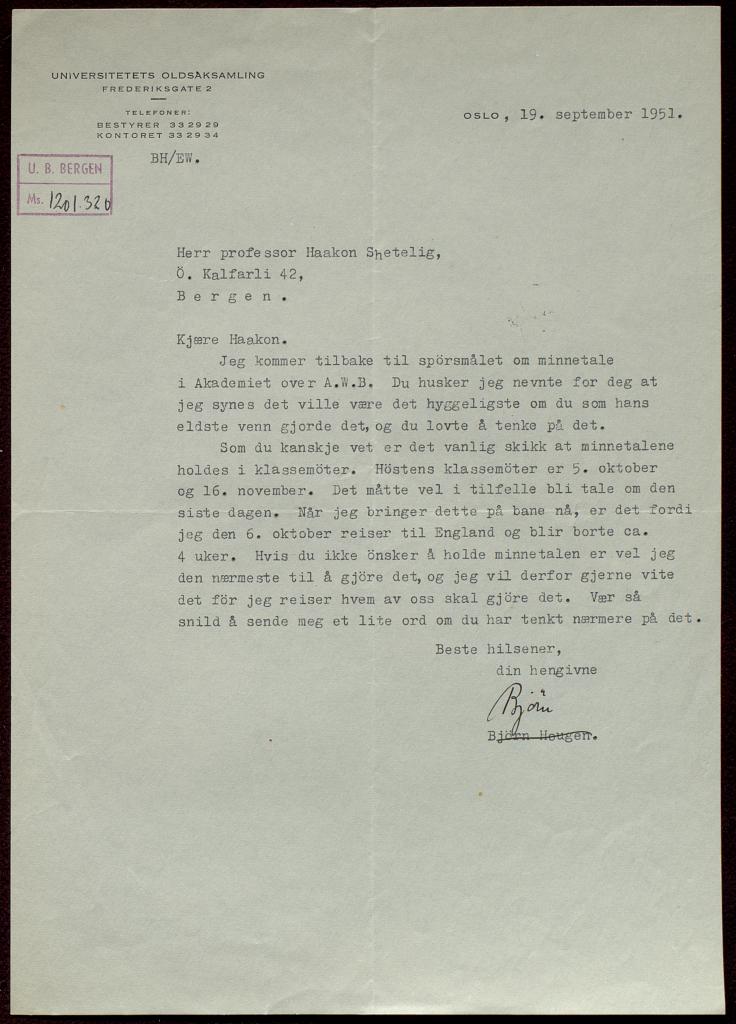 UNIVERSITETETS OLDSAKSAMLING
FREDERIKSGATE 2
TELEFONER:
BESTYRER 332929
KONTORET 332934
OSLO, 19. september 1951.
BH/EW.
U. B. BERGEN
Ms. 1201.320
Herr professor Haakon Shetelig,
Ö. Kalfarli 42,
B e r g e n .
Kjære Haakon.
Jeg kommer tilbake til spörsmålet om minnetale
i Akademiet over A.W.B. Du husker jeg nevnte for deg at
jeg synes det ville være det hyggeligste om du som hans
eldste venn gjorde det, og du lovte å tenke på det.
Som du kanskje vet er det vanlig skikk at minnetalene
holdes i klassemöter. Höstens klassemöter er 5. oktober
og 16. november. Det måtte vel i tilfelle bli tale om den
siste dagen. Når jeg bringer dette på bane nå, er det fordi
jeg den 6. oktober reiser til England og blir borte ca.
4 uker. Hvis du ikke önsker å holde minnetalen er vel jeg
den nærmeste til å gjöre det, og jeg vil derfor gjerne vite
det för jeg reiser hvem av oss skal gjöre det. Vær så
snild å sende meg et lite ord om du har tenkt nærmere på det.
Beste hilsener,
din hengivne
Björn
Björn Hougen.